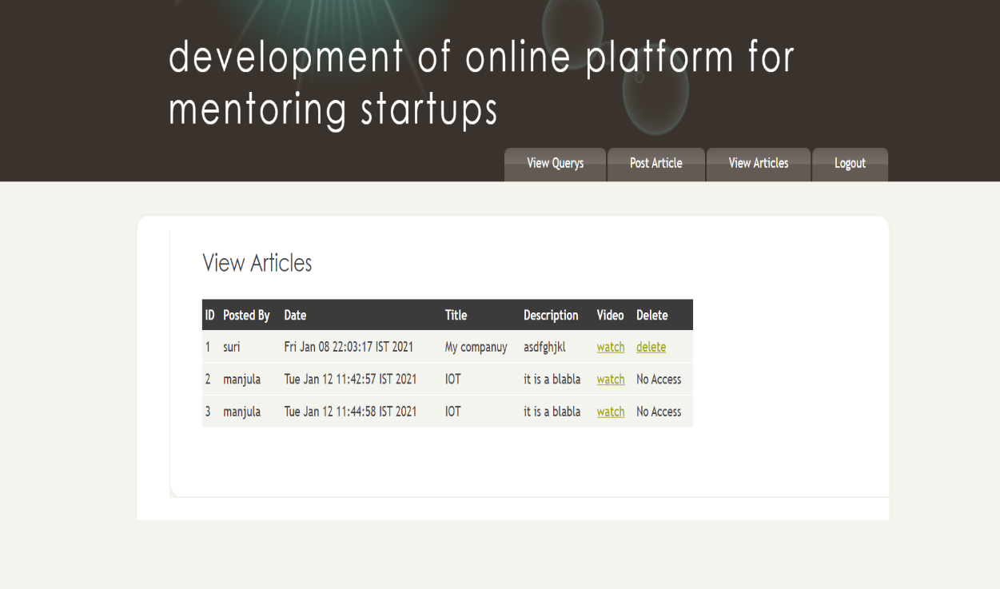 development of online platform for
mentoring startups
View Querys Post Article View Articles Logout
View Articles
ID Posted By Date Title Description Video Delete
1 suri Fri Jan 08 22:03:17 IST 2021 My companuy asdfghjkl watch delete
2 manjula Tue Jan 12 11:42:57 IST 2021 IOT it is a blabla watch No Access
3 manjula Tue Jan 12 11:44:58 IST 2021 IOT it is a blabla watch No Access